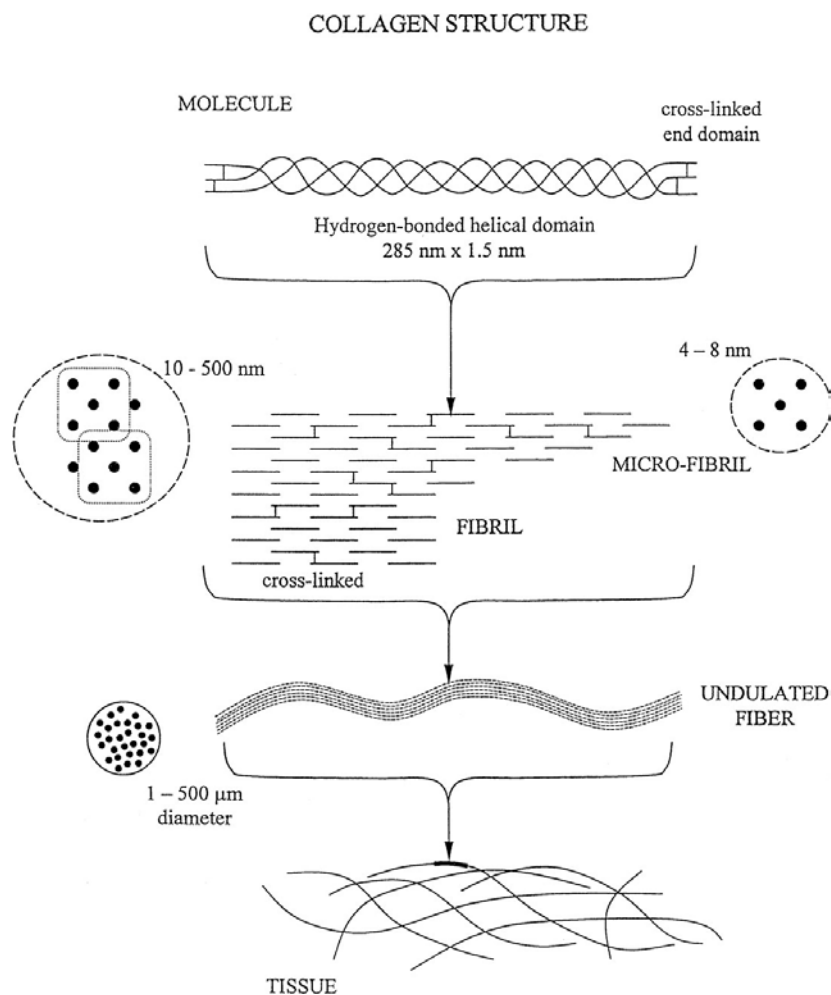 COLLAGEN STRUCTURE
MOLECULE
cross-linked
end domain
Hydrogen-bonded helical domain
285 nm x 1.5 nm
10 - 500 nm
4 – 8 nm
MICRO-FIBRIL
FIBRIL
cross-linked
UNDULATED
FIBER
1 – 500 μm
diameter
TISSUE